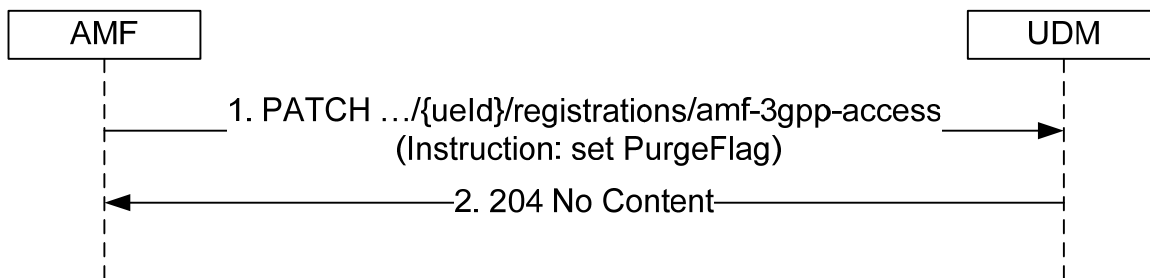 AMF
UDM
1. PATCH …/{ueId}/registrations/amf-3gpp-access
(Instruction: set PurgeFlag)
2. 204 No Content